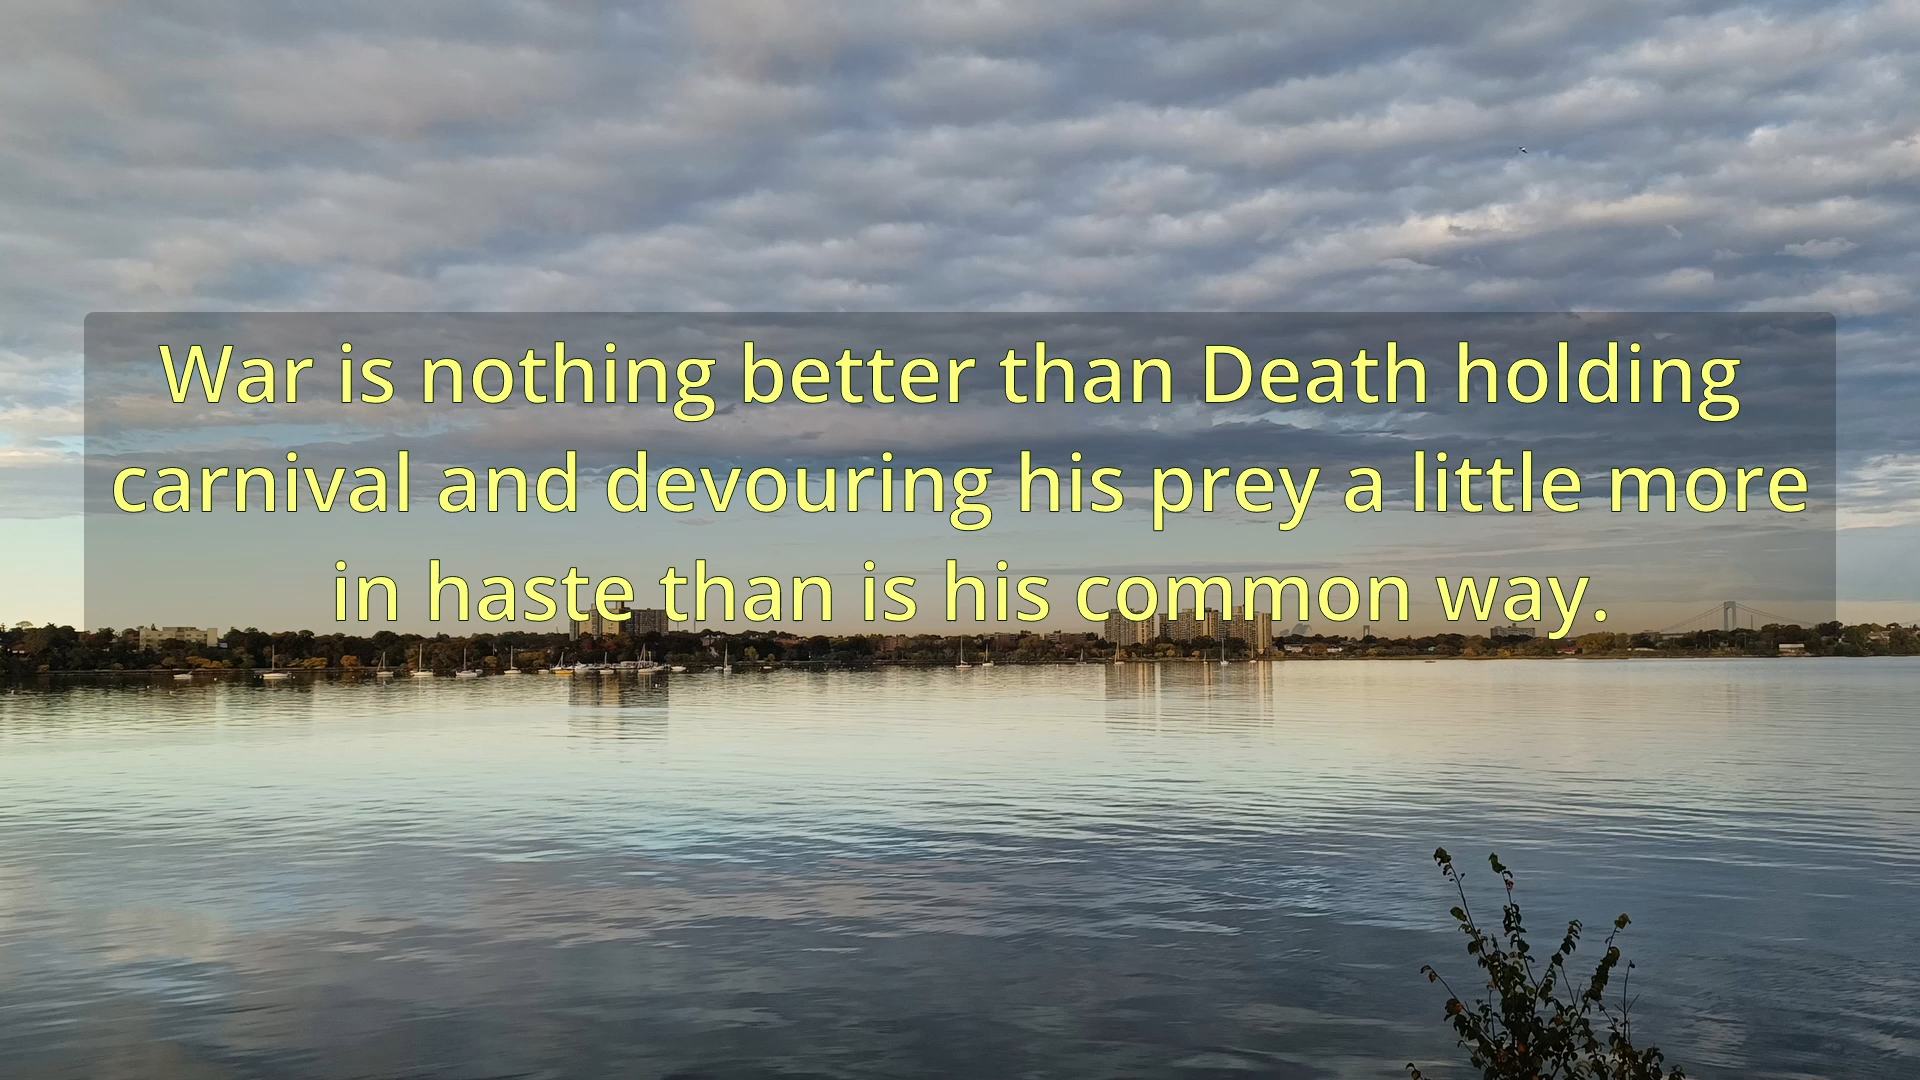 War is nothing better than Death holding
carnival and devouring his prey a little more
in haste than is his common way.